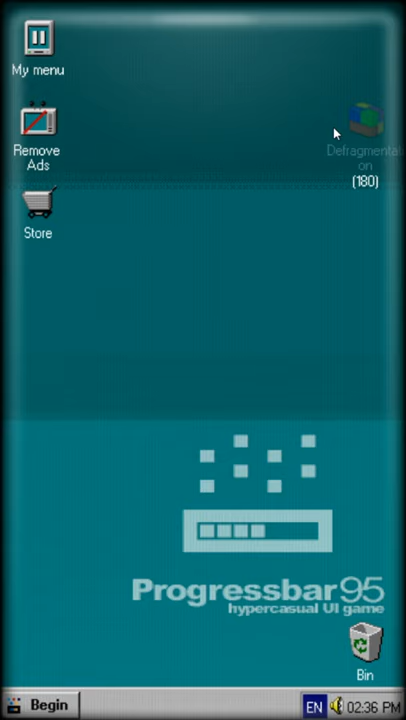 My menu
Remove
Ads
Store
Defragmentati
on
(180)
Progressbar95
hypercasual UI game
Bin
Begin
EN
02:36 PM